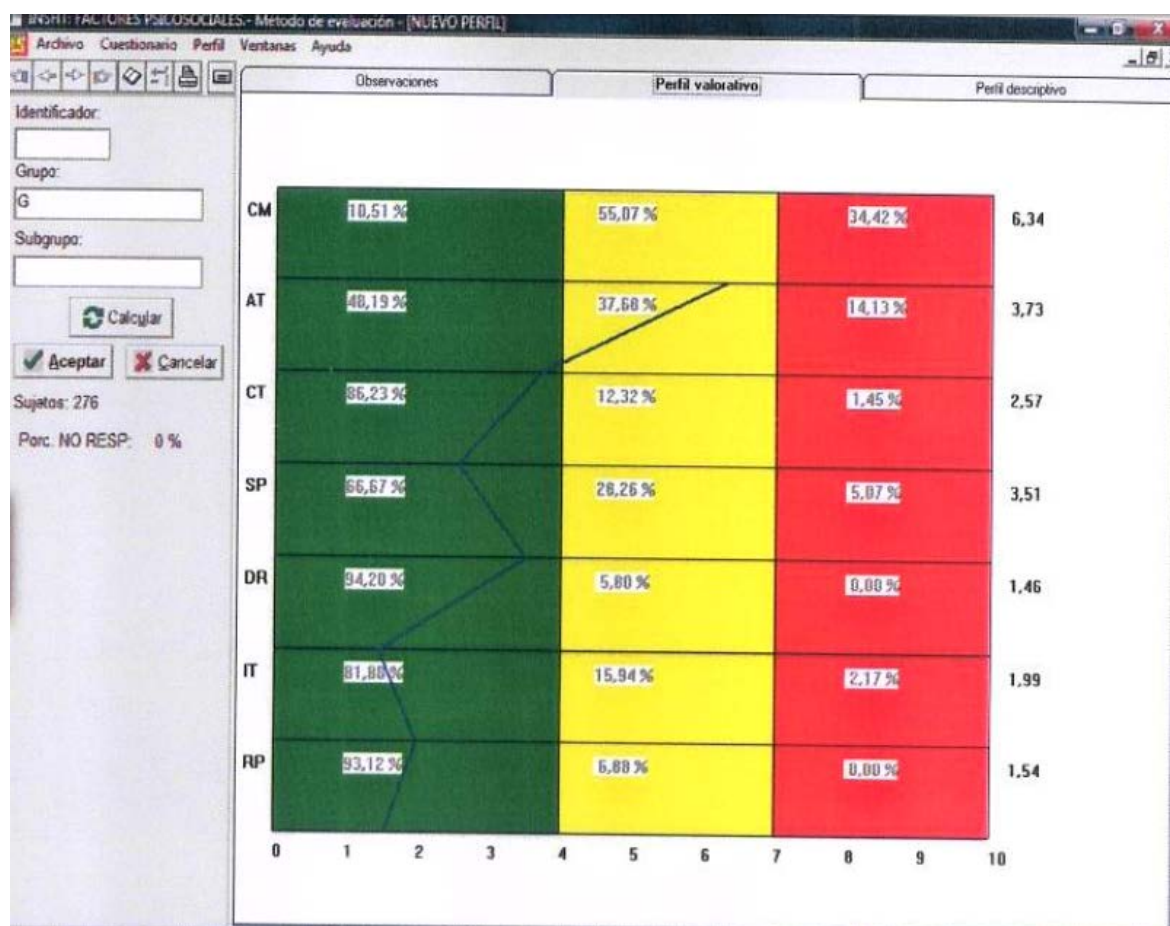 INSHT: FACTORES PSICOSOCIALES.- Metodo de evaluación - [NUEVO PERFIL]
Archivo Cuestionario Perfil Ventanas Ayuda
Observaciones Perfil valorativo Perfil descriptivo
Identificador:
Grupo:
G
Subgrupo:
Calcular
Aceptar Cancelar
Sujetos: 276
Porc. NO RESP: 0 %
CM 10,51 % 55,07 % 34,42 % 6,34
AT 48,19 % 37,68 % 14,13 % 3,73
CT 86,23 % 12,32 % 1,45 % 2,57
SP 66,67 % 28,26 % 5,07 % 3,51
DR 94,20 % 5,80 % 0,00 % 1,46
IT 81,88 % 15,94 % 2,17 % 1,99
RP 93,12 % 6,88 % 0,00 % 1,54
0 1 2 3 4 5 6 7 8 9 10